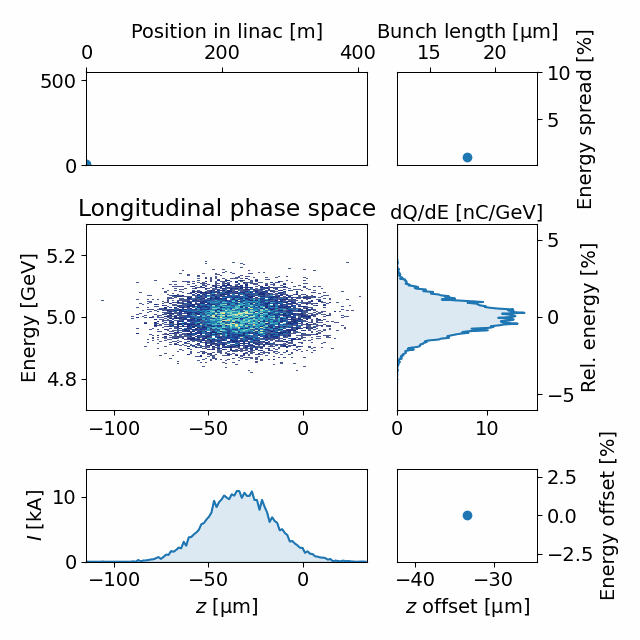 Position in linac [m]
Bunch length [µm]
0 200 400
15 20
500
0
10
5
Energy spread [%]
Longitudinal phase space
dQ/dE [nC/GeV]
5.2
5.0
4.8
Energy [GeV]
5
0
−5
Rel. energy [%]
−100 −50 0
0 10
10
0
I [kA]
2.5
0.0
−2.5
Energy offset [%]
−100 −50 0
−40 −30
z [µm]
z offset [µm]